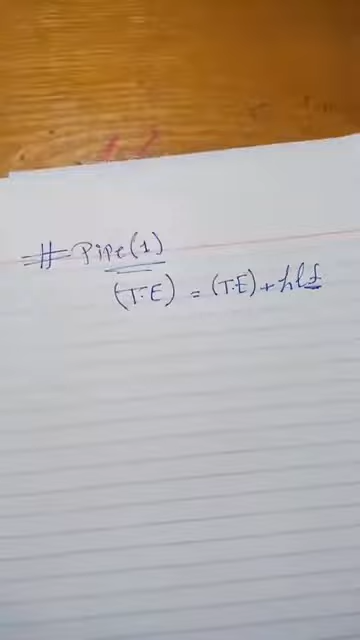 # Pipe(1)
(T.E) = (T.E) + hlf